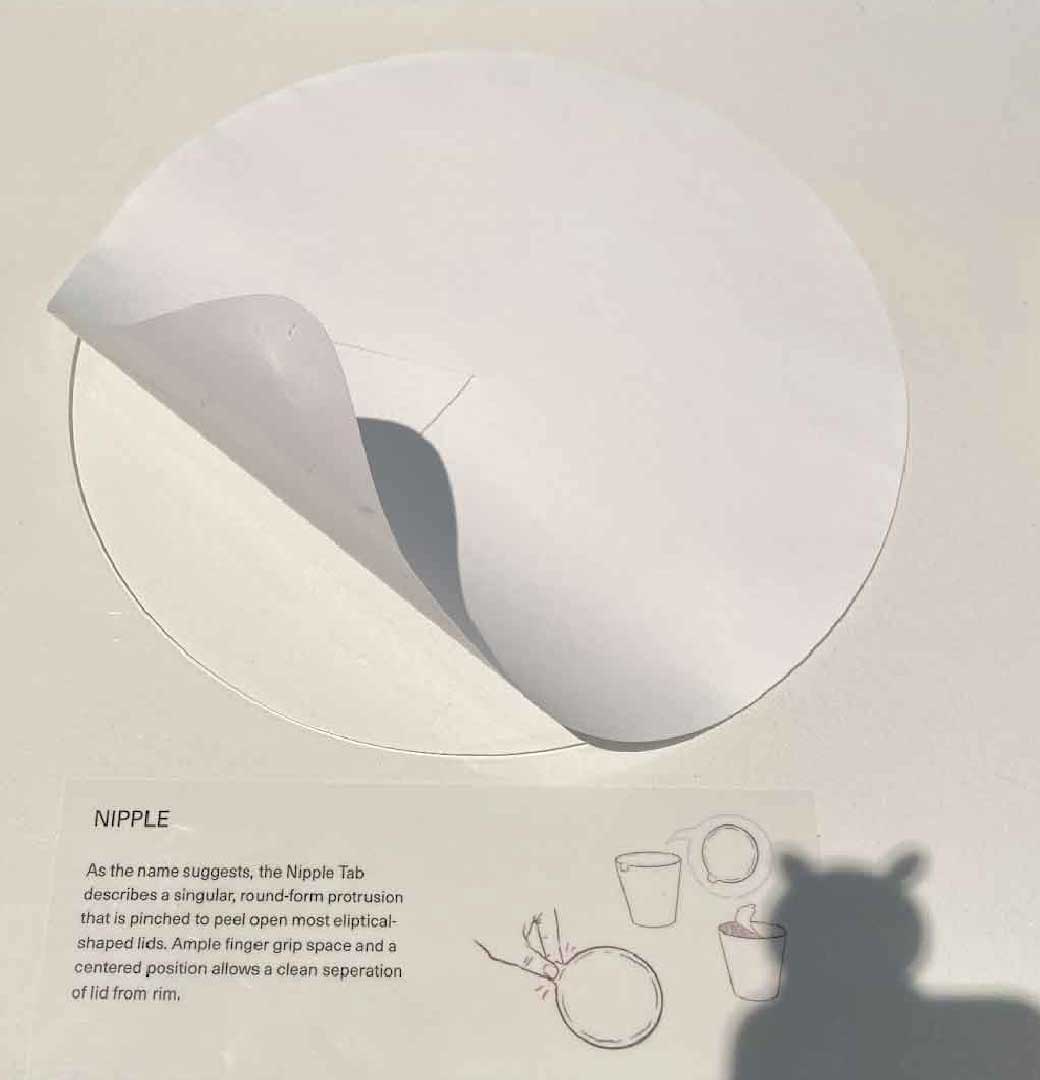 NIPPLE
As the name suggests, the Nipple Tab
describes a singular, round-form protrusion
that is pinched to peel open most eliptical-
shaped lids. Ample finger grip space and a
centered position allows a clean seperation
of lid from rim.